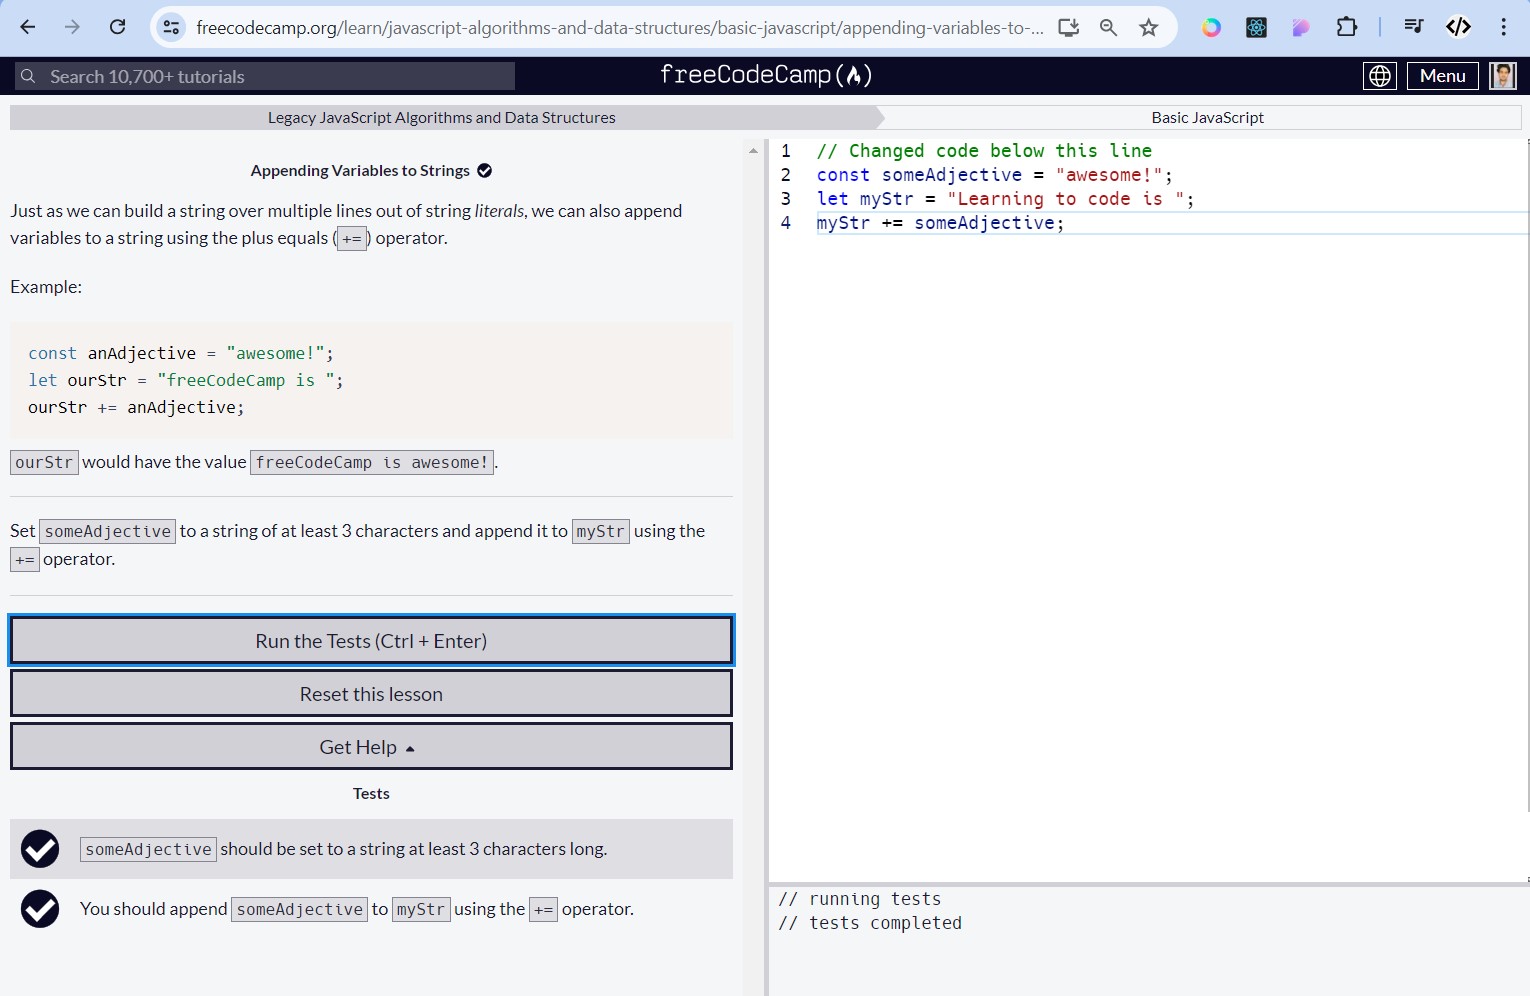 freecodecamp.org/learn/javascript-algorithms-and-data-structures/basic-javascript/appending-variables-to-...
Search 10,700+ tutorials
freeCodeCamp
Menu
Legacy JavaScript Algorithms and Data Structures
Basic JavaScript
Appending Variables to Strings
Just as we can build a string over multiple lines out of string literals, we can also append
variables to a string using the plus equals (+=) operator.
Example:
const anAdjective = "awesome!";
let ourStr = "freeCodeCamp is ";
ourStr += anAdjective;
ourStr would have the value freeCodeCamp is awesome!.
Set someAdjective to a string of at least 3 characters and append it to myStr using the
+= operator.
Run the Tests (Ctrl + Enter)
Reset this lesson
Get Help
Tests
someAdjective should be set to a string at least 3 characters long.
You should append someAdjective to myStr using the += operator.
1 // Changed code below this line
2 const someAdjective = "awesome!";
3 let myStr = "Learning to code is ";
4 myStr += someAdjective;
// running tests
// tests completed